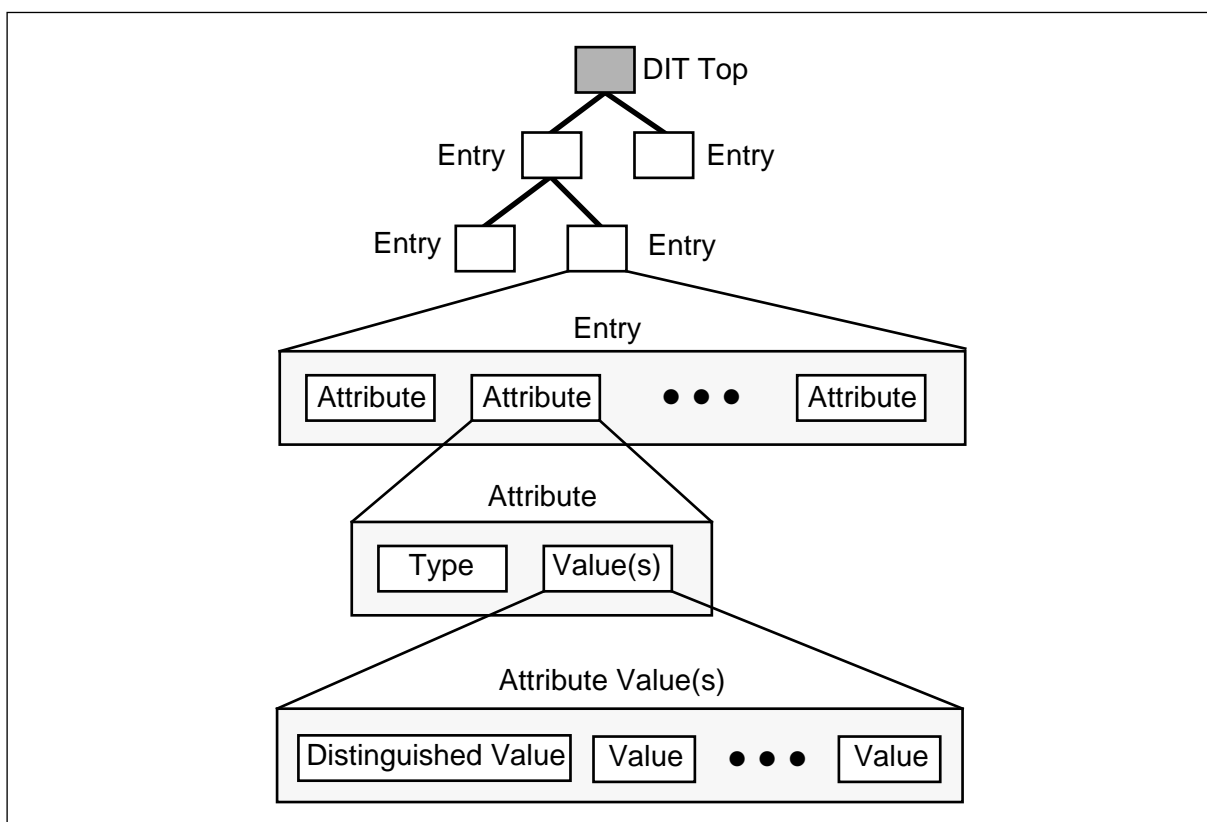 DIT Top
Entry Entry
Entry Entry
Entry
Attribute Attribute Attribute
Attribute
Type Value(s)
Attribute Value(s)
Distinguished Value Value Value